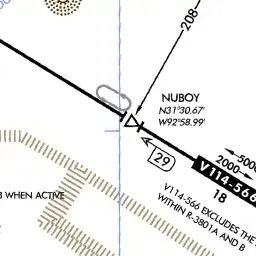 208
NUBOY
N31°30.67'
W92°58.99'
29
5000
2000
V114-566
18
B WHEN ACTIVE
V114-566 EXCLUDES THE
WITHIN R-3801A AND B